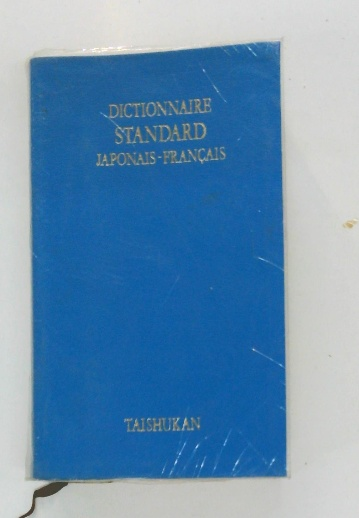 DICTIONNAIRE
STANDARD
JAPONAIS-FRANÇAIS
TAISHUKAN